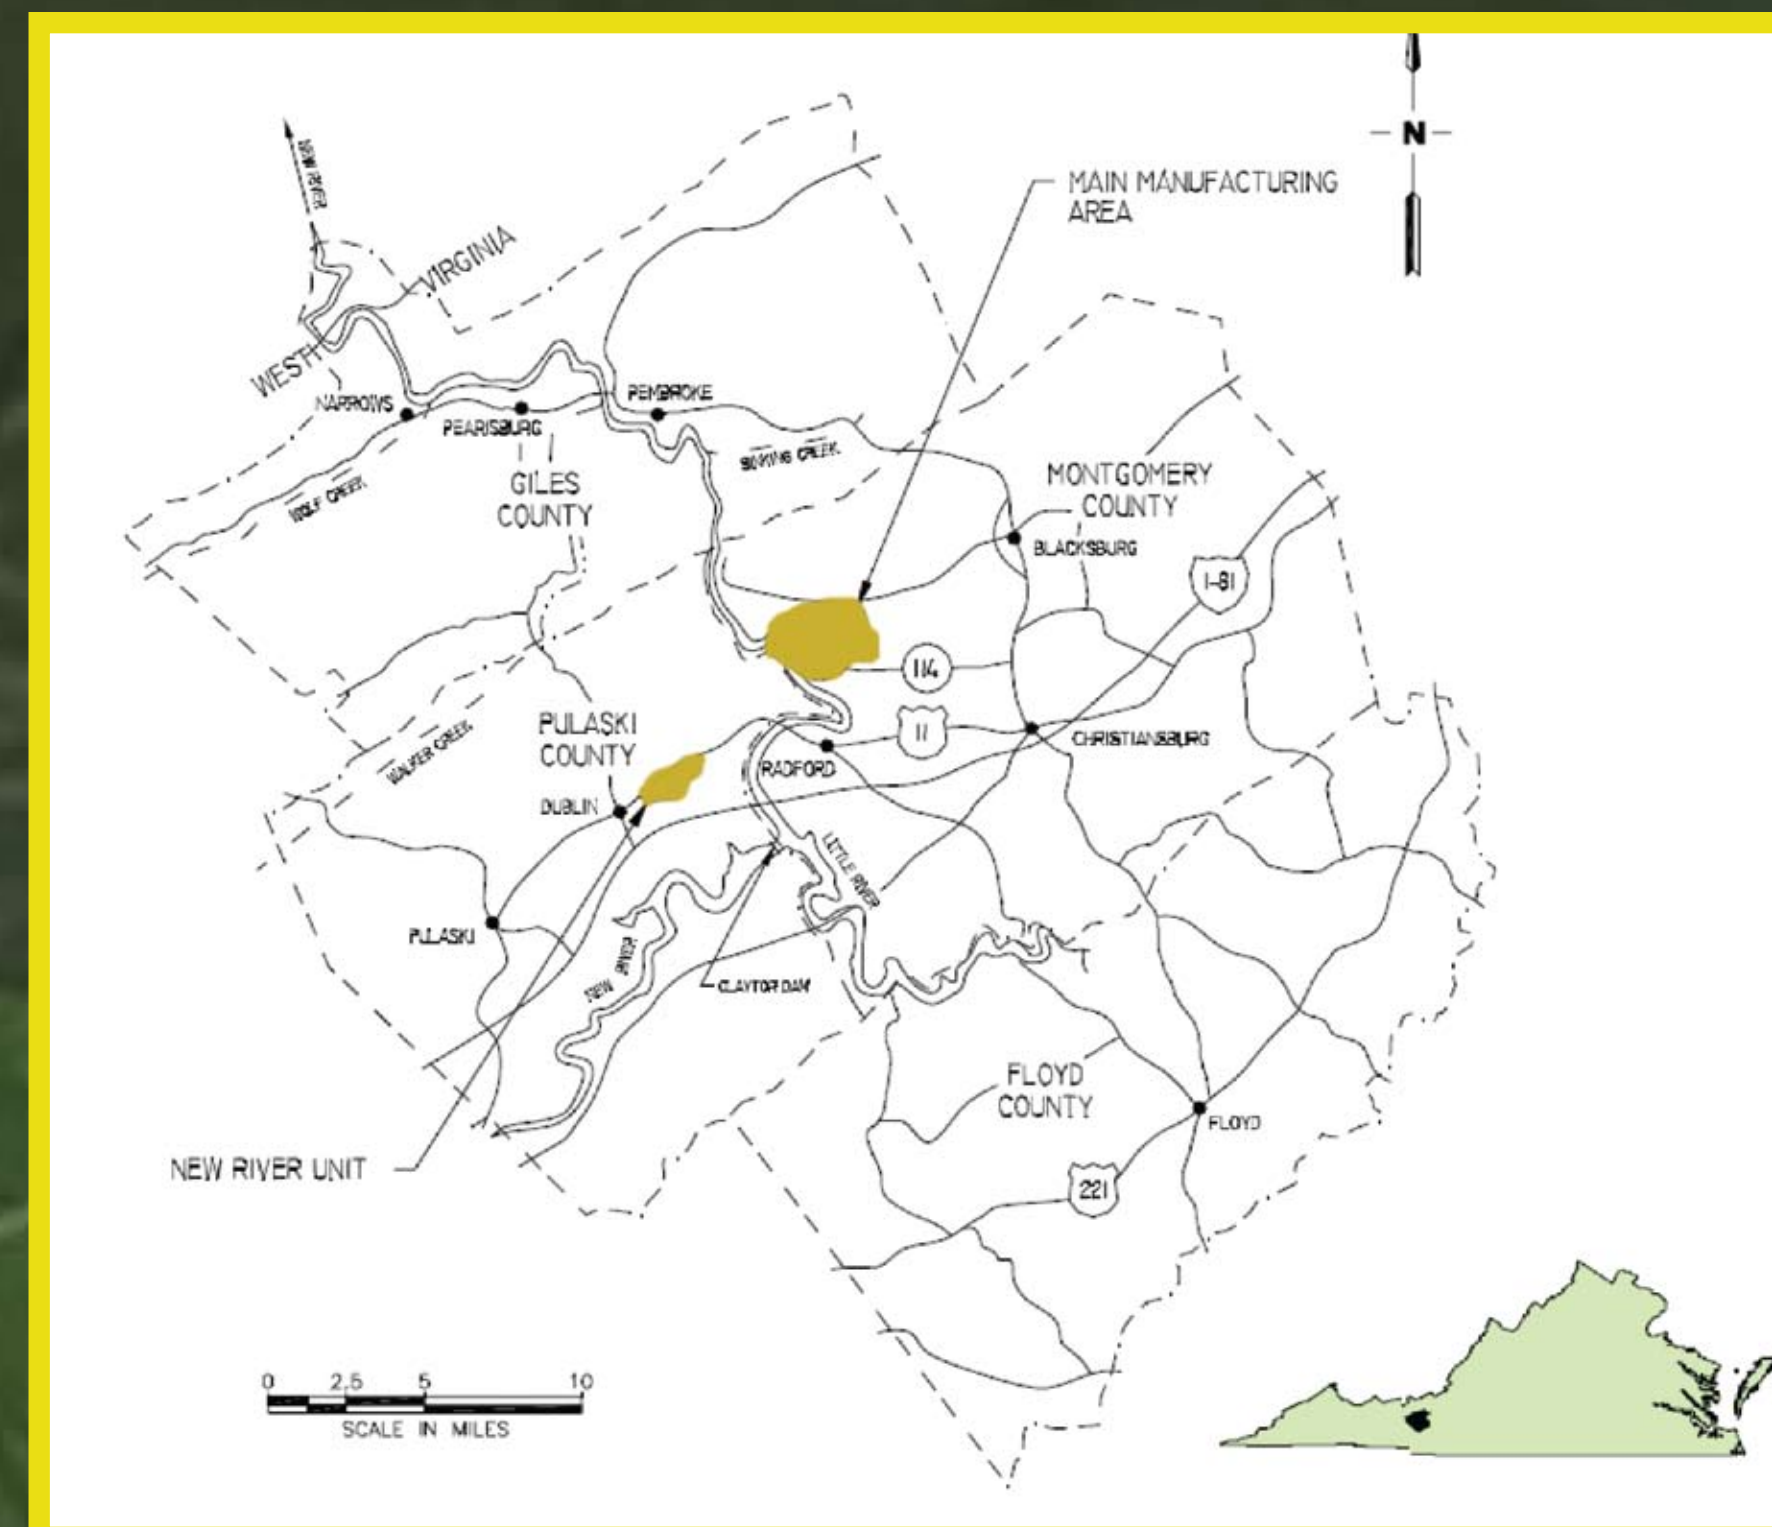 N
NEW RIVER
MAIN MANUFACTURING
AREA
WEST
VIRGINIA
NARROWS
PEARISBURG
PEMBROKE
SINKING CREEK
WOLF CREEK
GILES
COUNTY
MONTGOMERY
COUNTY
BLACKSBURG
I-81
114
11
CHRISTIANSBURG
PULASKI
COUNTY
WALKER CREEK
RADFORD
DUBLIN
LITTLE RIVER
PULASKI
NEW RIVER
CLAYTOR DAM
FLOYD
COUNTY
FLOYD
NEW RIVER UNIT
221
0 2.5 5 10
SCALE IN MILES